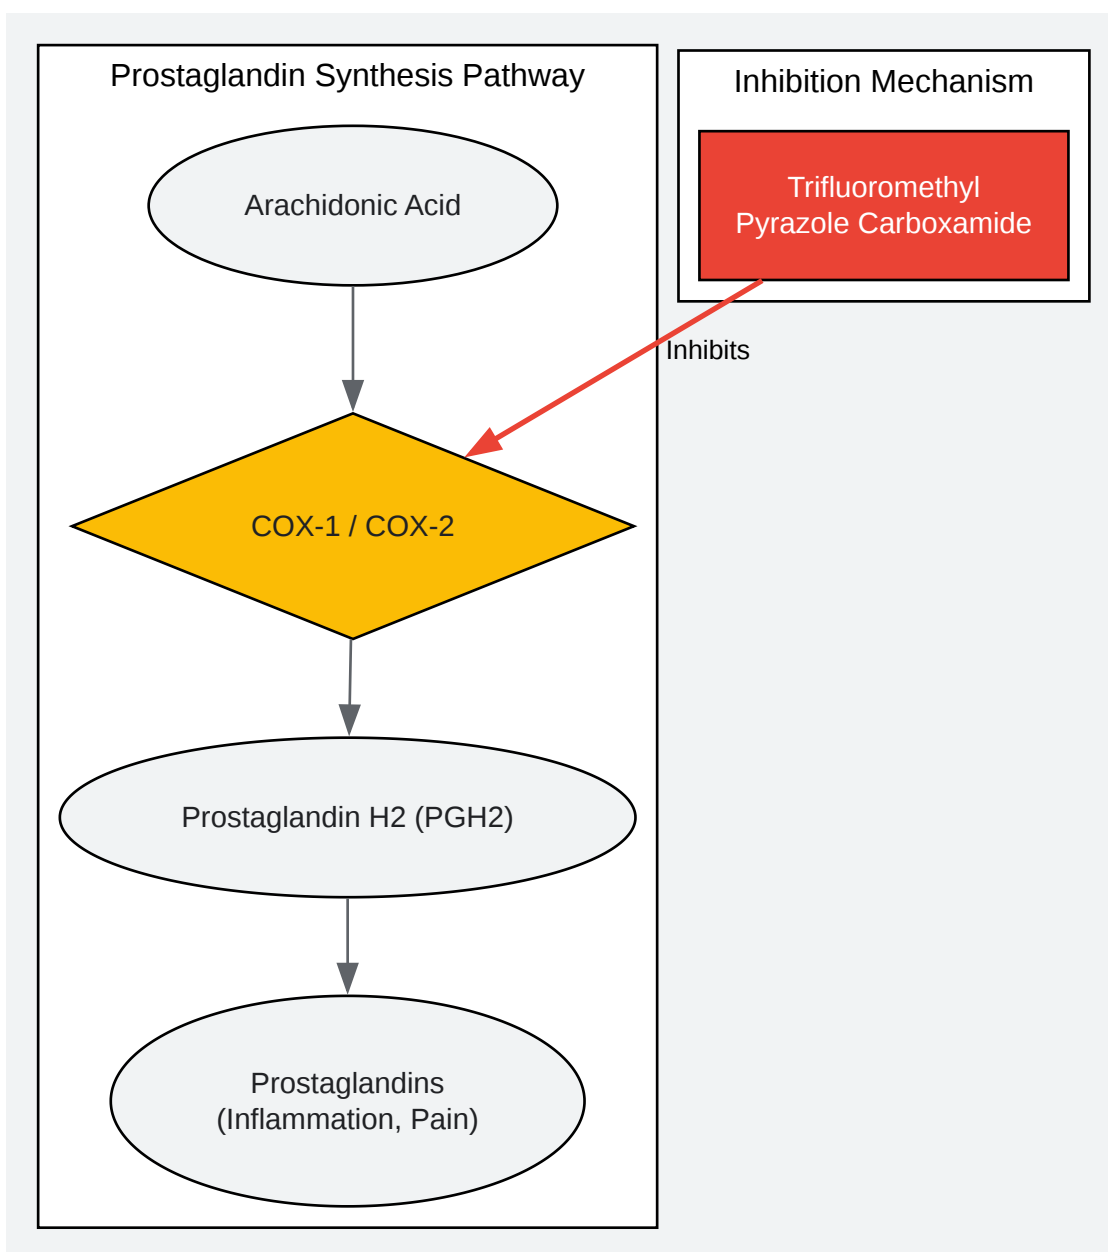 Prostaglandin Synthesis Pathway
Arachidonic Acid
COX-1 / COX-2
Prostaglandin H2 (PGH2)
Prostaglandins
(Inflammation, Pain)
Inhibition Mechanism
Trifluoromethyl
Pyrazole Carboxamide
Inhibits